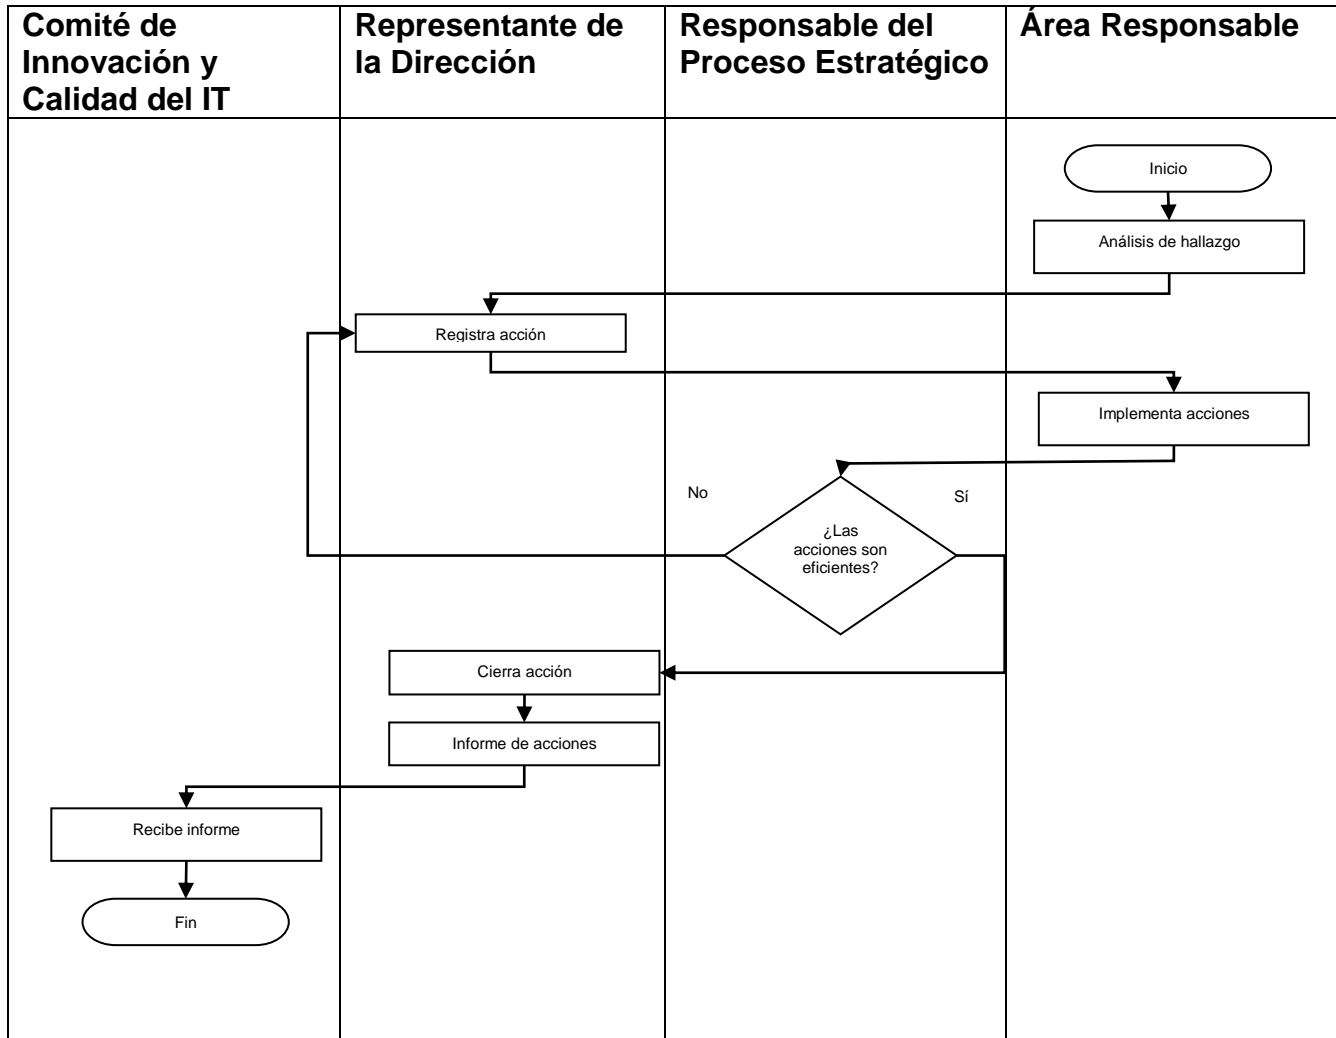 Comité de
Innovación y
Calidad del IT
Representante de
la Dirección
Responsable del
Proceso Estratégico
Área Responsable
Inicio
Análisis de hallazgo
Registra acción
Implementa acciones
No
Sí
¿Las
acciones son
eficientes?
Cierra acción
Informe de acciones
Recibe informe
Fin